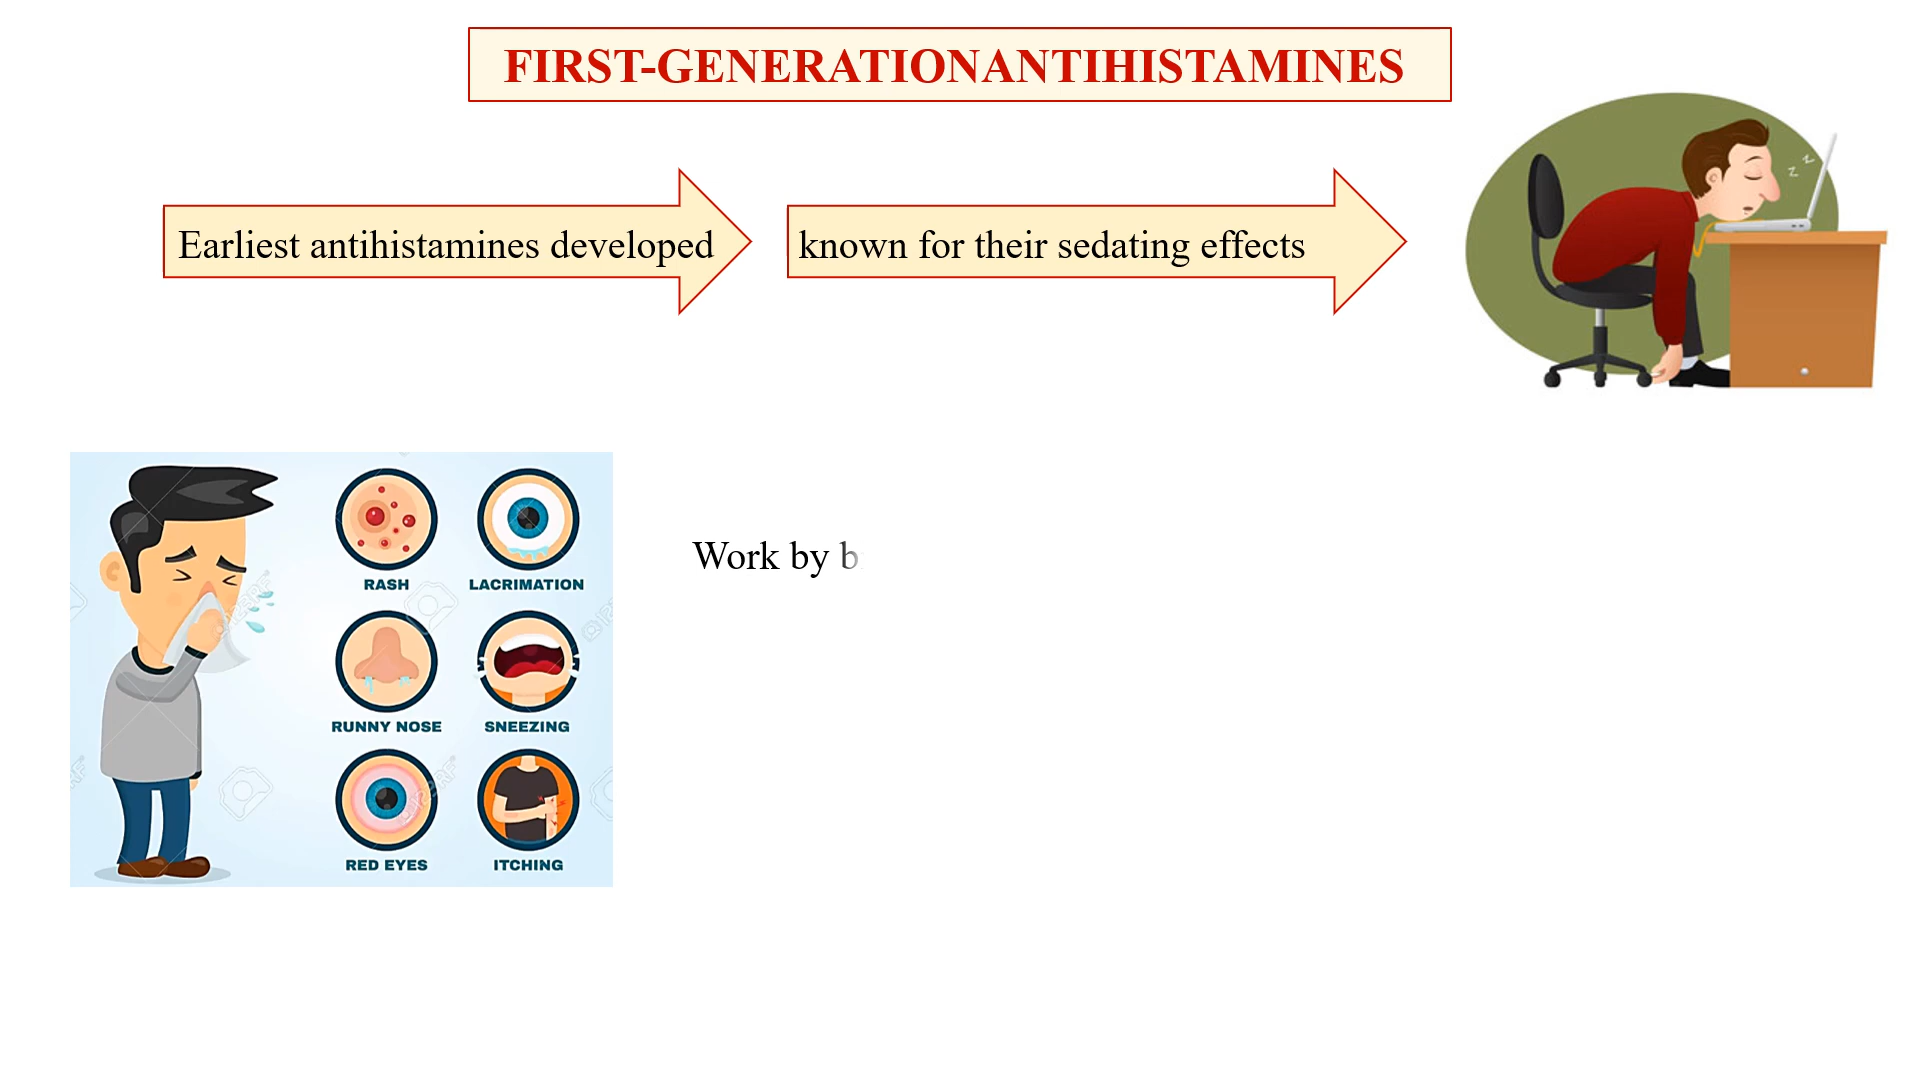 FIRST-GENERATIONANTIHISTAMINES
Earliest antihistamines developed
known for their sedating effects
z z
RASH
LACRIMATION
Work by b
RUNNY NOSE
SNEEZING
RED EYES
ITCHING